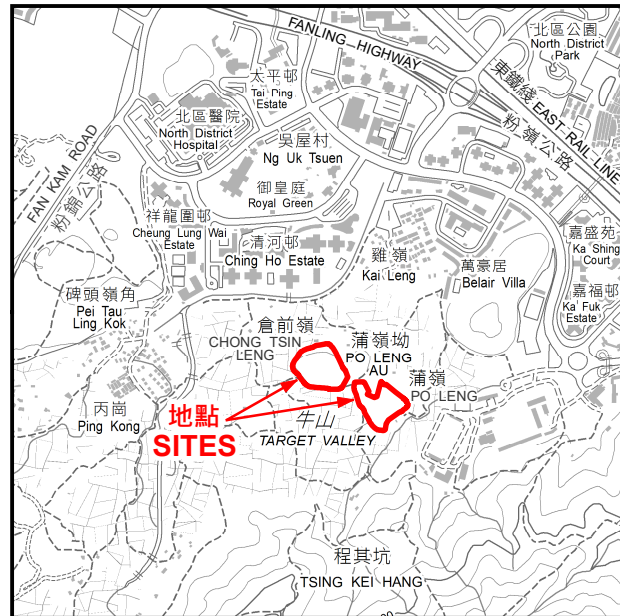 FANLING HIGHWAY
北區公園
North District
Park
太平邨
Tai Ping
Estate
東鐵綫 EAST RAIL LINE
粉嶺公路
北區醫院
North District
Hospital
吳屋村
Ng Uk Tsuen
FAN KAM ROAD
粉錦公路
御皇庭
Royal Green
祥龍圍邨
Cheung Lung Wai
Estate
清河邨
Ching Ho Estate
雞嶺
Kai Leng
萬豪居
Belair Villa
嘉盛苑
Ka Shing
Court
嘉福邨
Ka Fuk
Estate
碑頭嶺角
Pei Tau
Ling Kok
倉前嶺
CHONG TSIN
LENG
蒲嶺坳
PO LENG
AU
蒲嶺
PO LENG
丙崗
Ping Kong
地點
SITES
牛山
TARGET VALLEY
程其坑
TSING KEI HANG